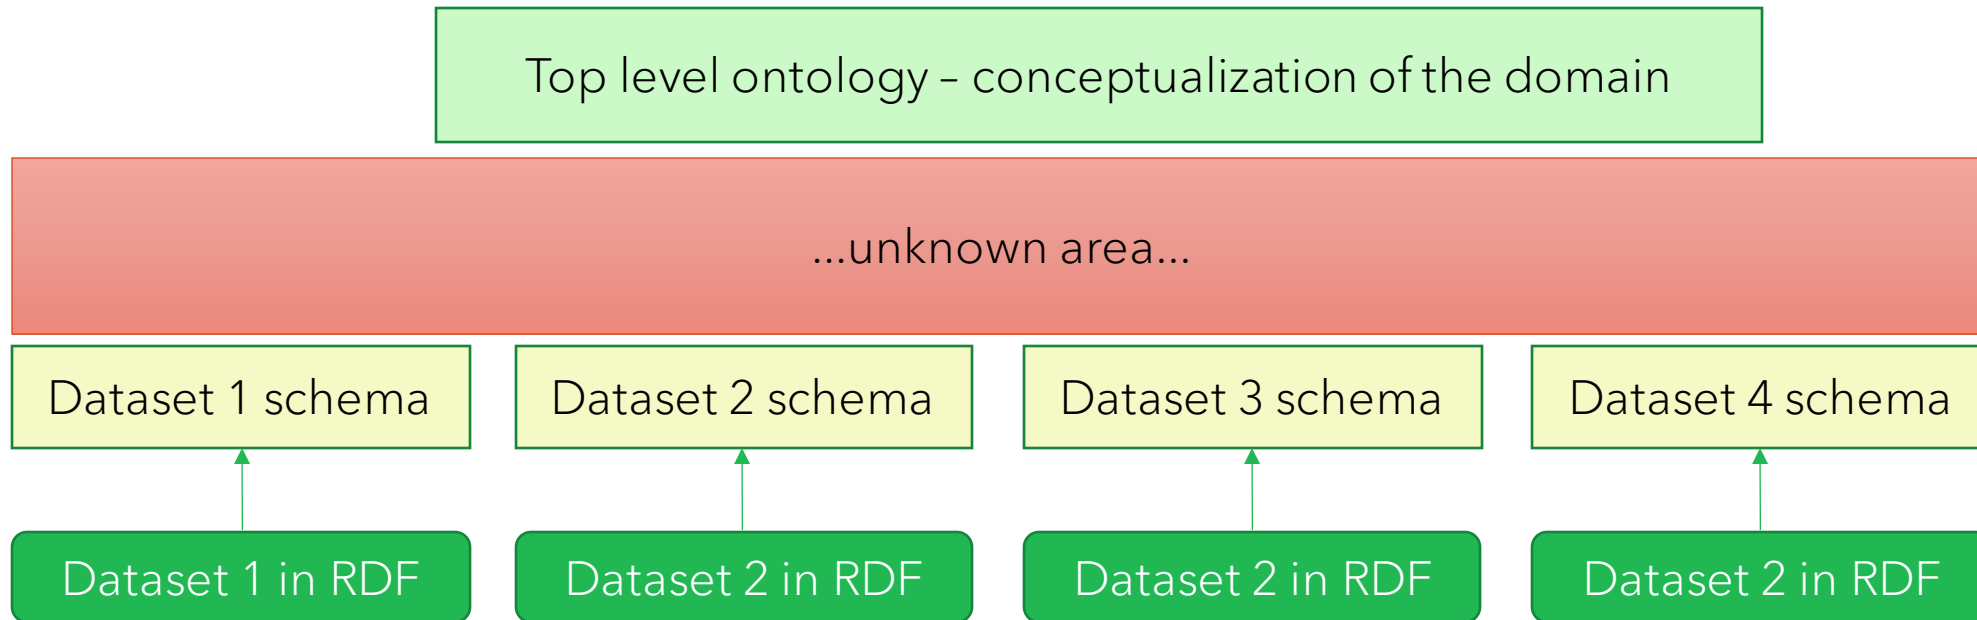 Top level ontology – conceptualization of the domain
...unknown area...
Dataset 1 schema
Dataset 2 schema
Dataset 3 schema
Dataset 4 schema
Dataset 1 in RDF
Dataset 2 in RDF
Dataset 2 in RDF
Dataset 2 in RDF